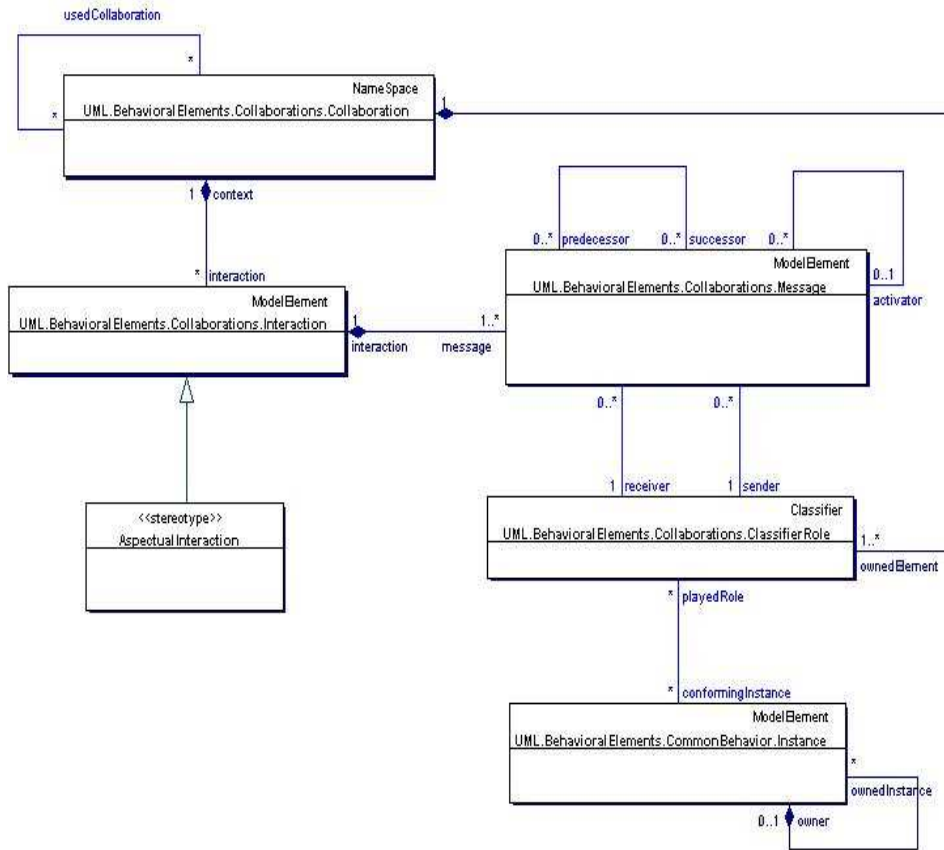 usedCollaboration
*
NameSpace
*
UML.BehavioralElements.Collaborations.Collaboration
1
1
context
* interaction
0..* predecessor
0..* successor
0..*
ModelElement
UML.BehavioralElements.Collaborations.Message
0..1
activator
ModelElement
UML.BehavioralElements.Collaborations.Interaction
1
interaction
1..*
message
0..*
0..*
1 receiver
1 sender
<<stereotype>>
AspectualInteraction
Classifier
UML.BehavioralElements.Collaborations.ClassifierRole
1..*
ownedElement
* playedRole
* conformingInstance
ModelElement
UML.BehavioralElements.CommonBehavior.Instance
*
ownedInstance
0..1 owner